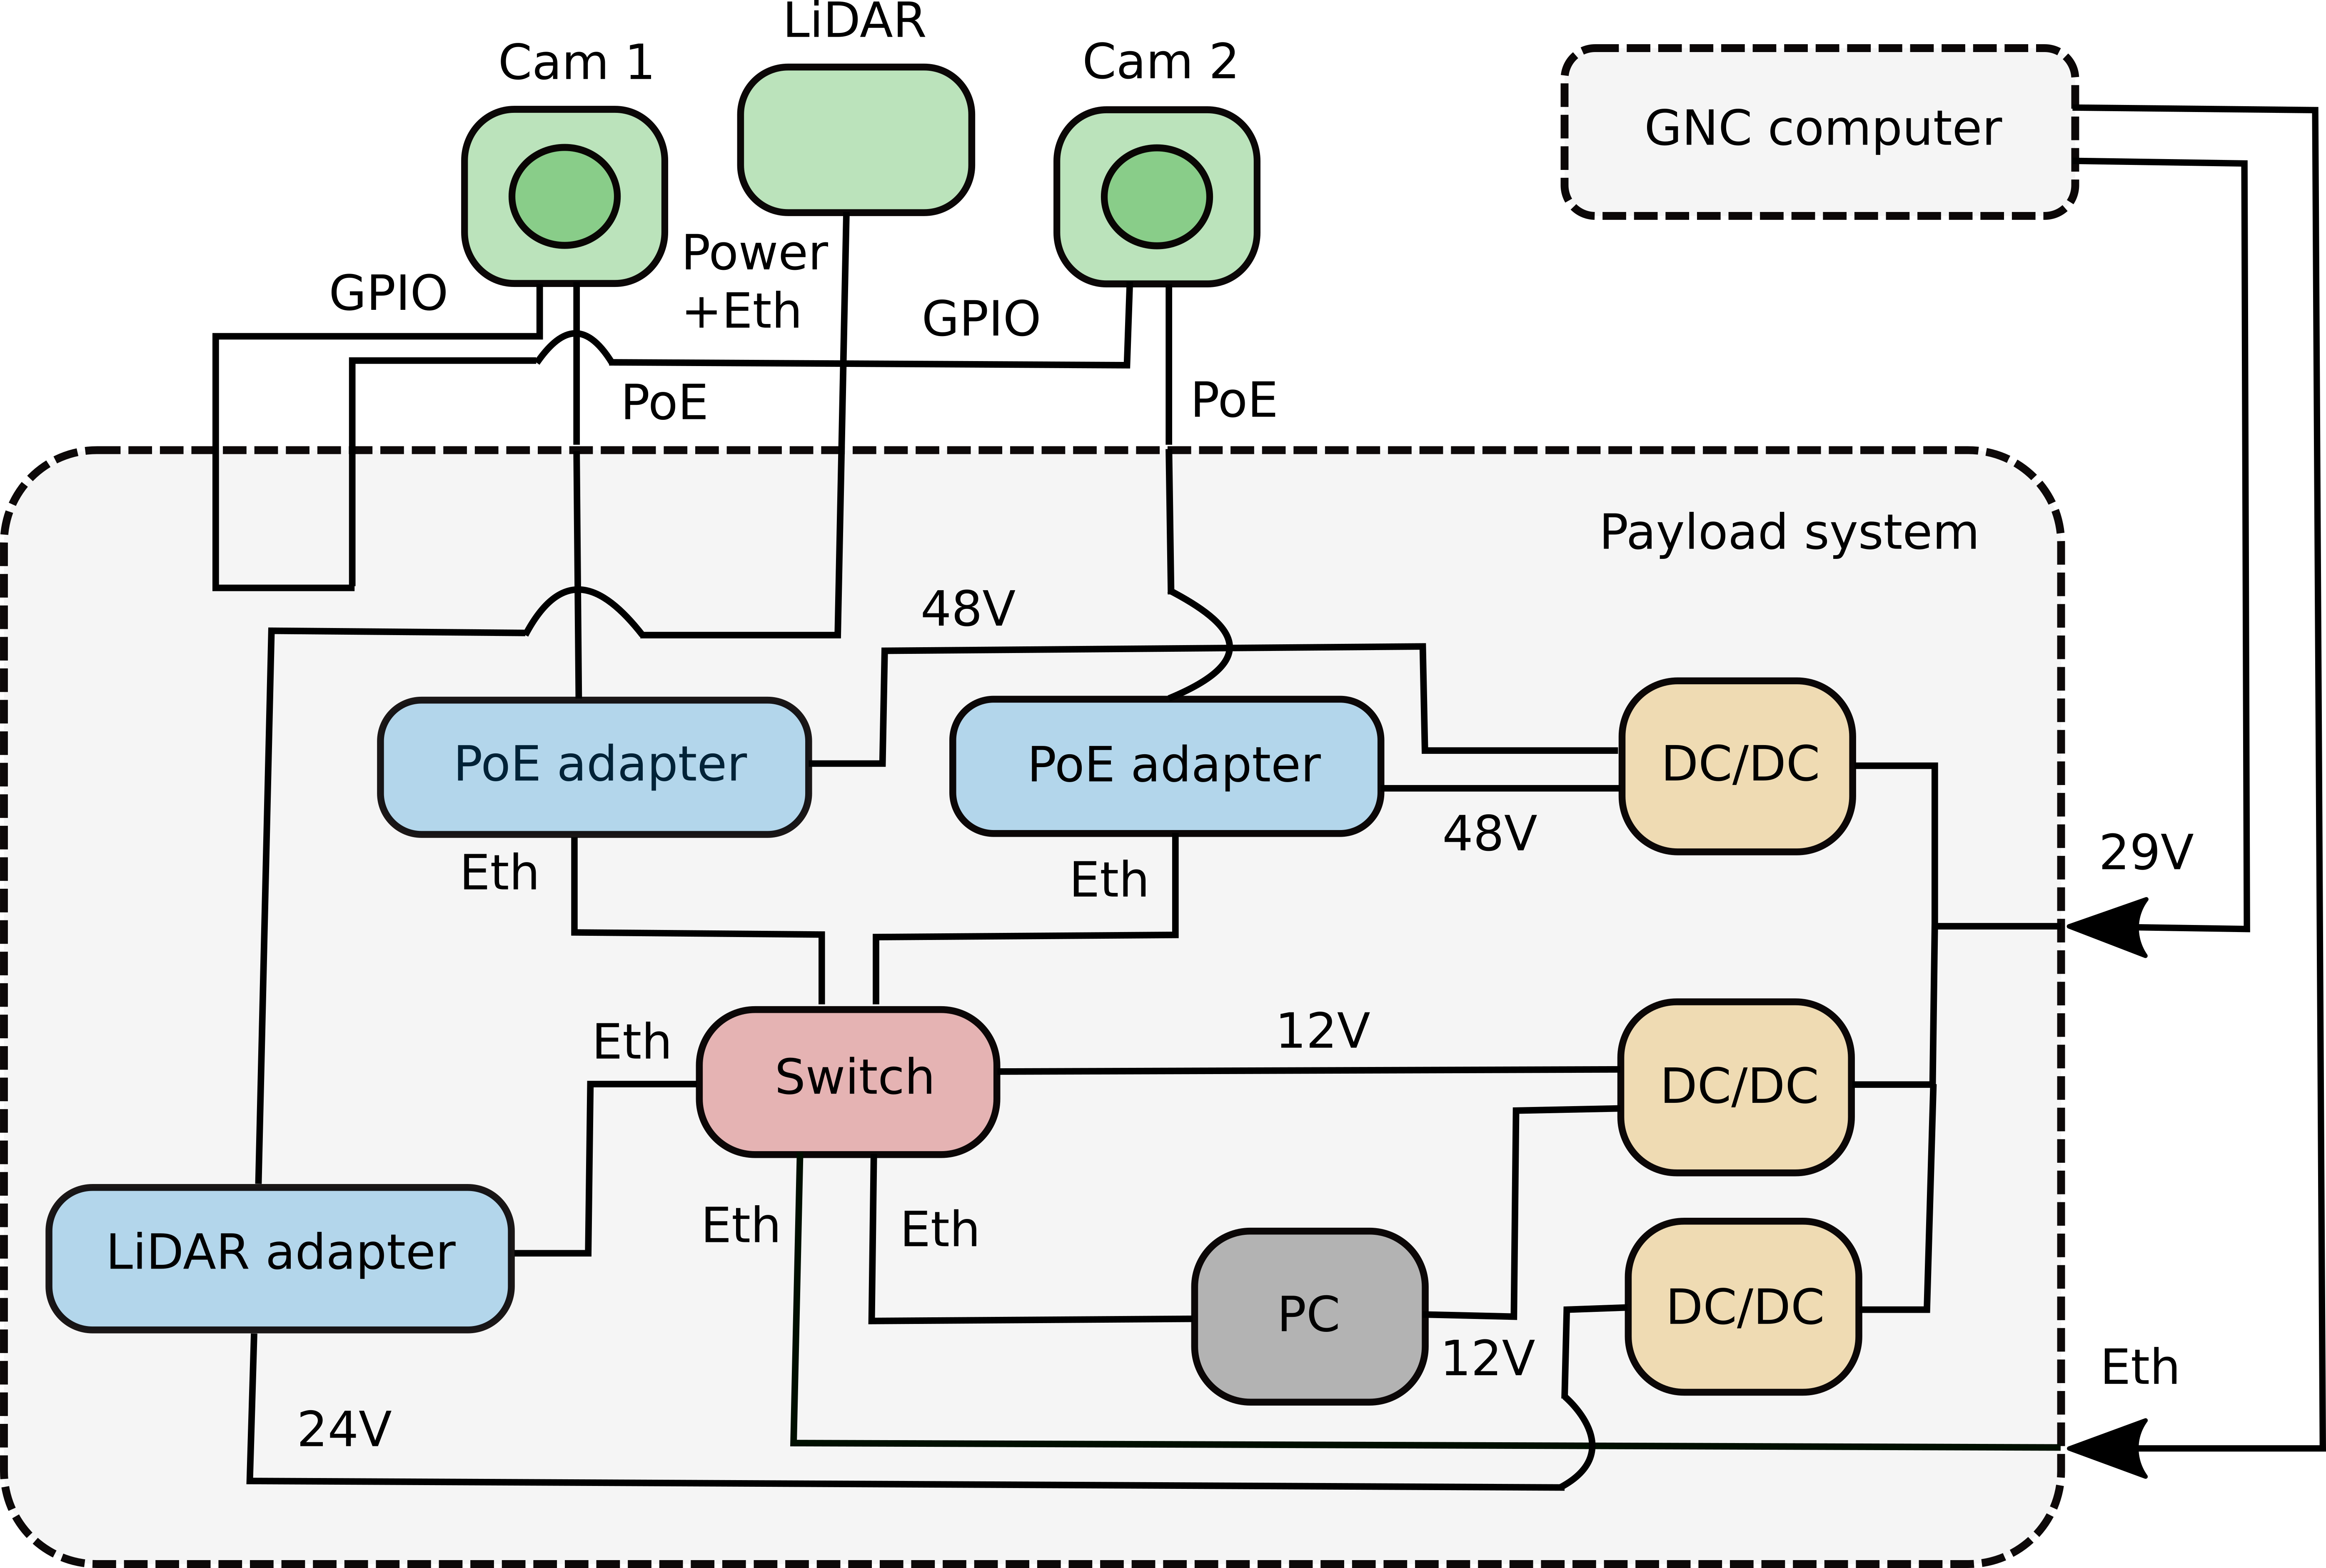 LiDAR
Cam 1
Cam 2
GNC computer
Power
+Eth
GPIO
GPIO
PoE
PoE
Payload system
48V
PoE adapter
PoE adapter
DC/DC
48V
29V
Eth
Eth
Eth
12V
Switch
DC/DC
Eth
Eth
LiDAR adapter
PC
DC/DC
12V
Eth
24V